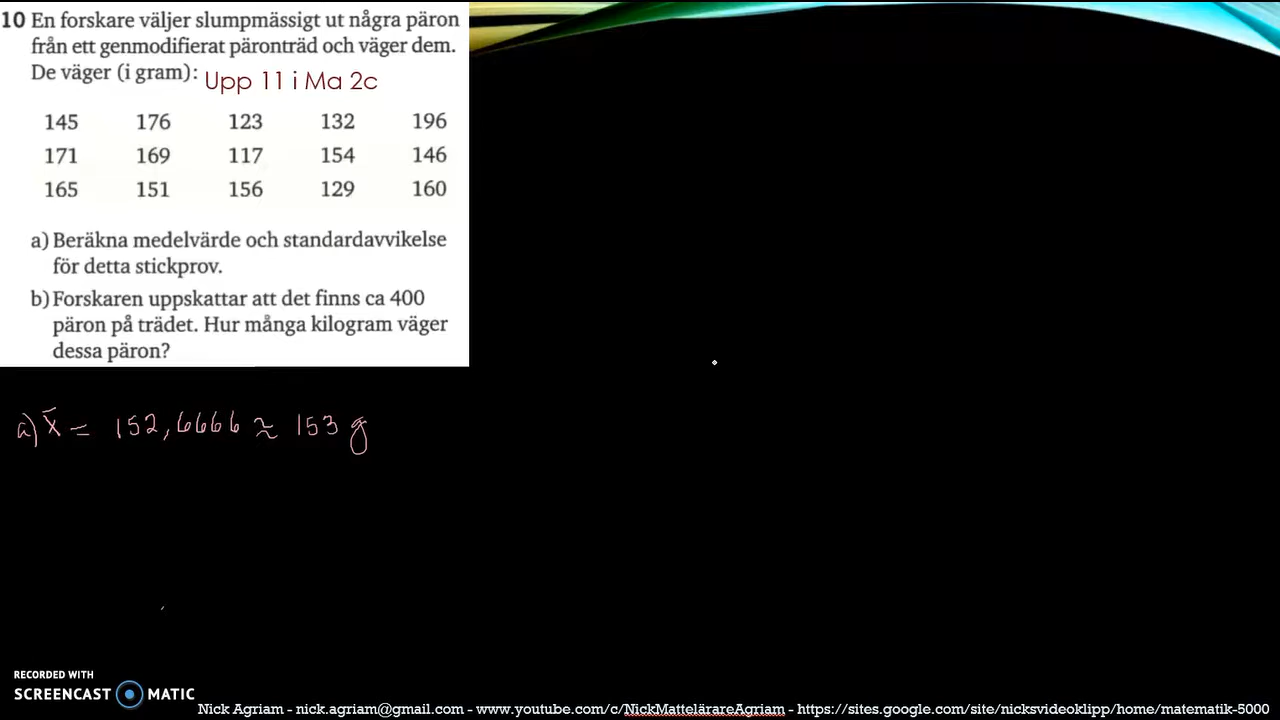 10 En forskare väljer slumpmässigt ut några päron
från ett genmodifierat päronträd och väger dem.
De väger (i gram): Upp 11 i Ma 2c
145 176 123 132 196
171 169 117 154 146
165 151 156 129 160
a) Beräkna medelvärde och standardavvikelse
för detta stickprov.
b) Forskaren uppskattar att det finns ca 400
päron på trädet. Hur många kilogram väger
dessa päron?
a) x̄ = 152,6666 ≈ 153 g
RECORDED WITH
SCREENCAST MATIC
Nick Agriam - nick.agriam@gmail.com - www.youtube.com/c/NickMattelärareAgriam - https://sites.google.com/site/nicksvideoklipp/home/matematik-5000